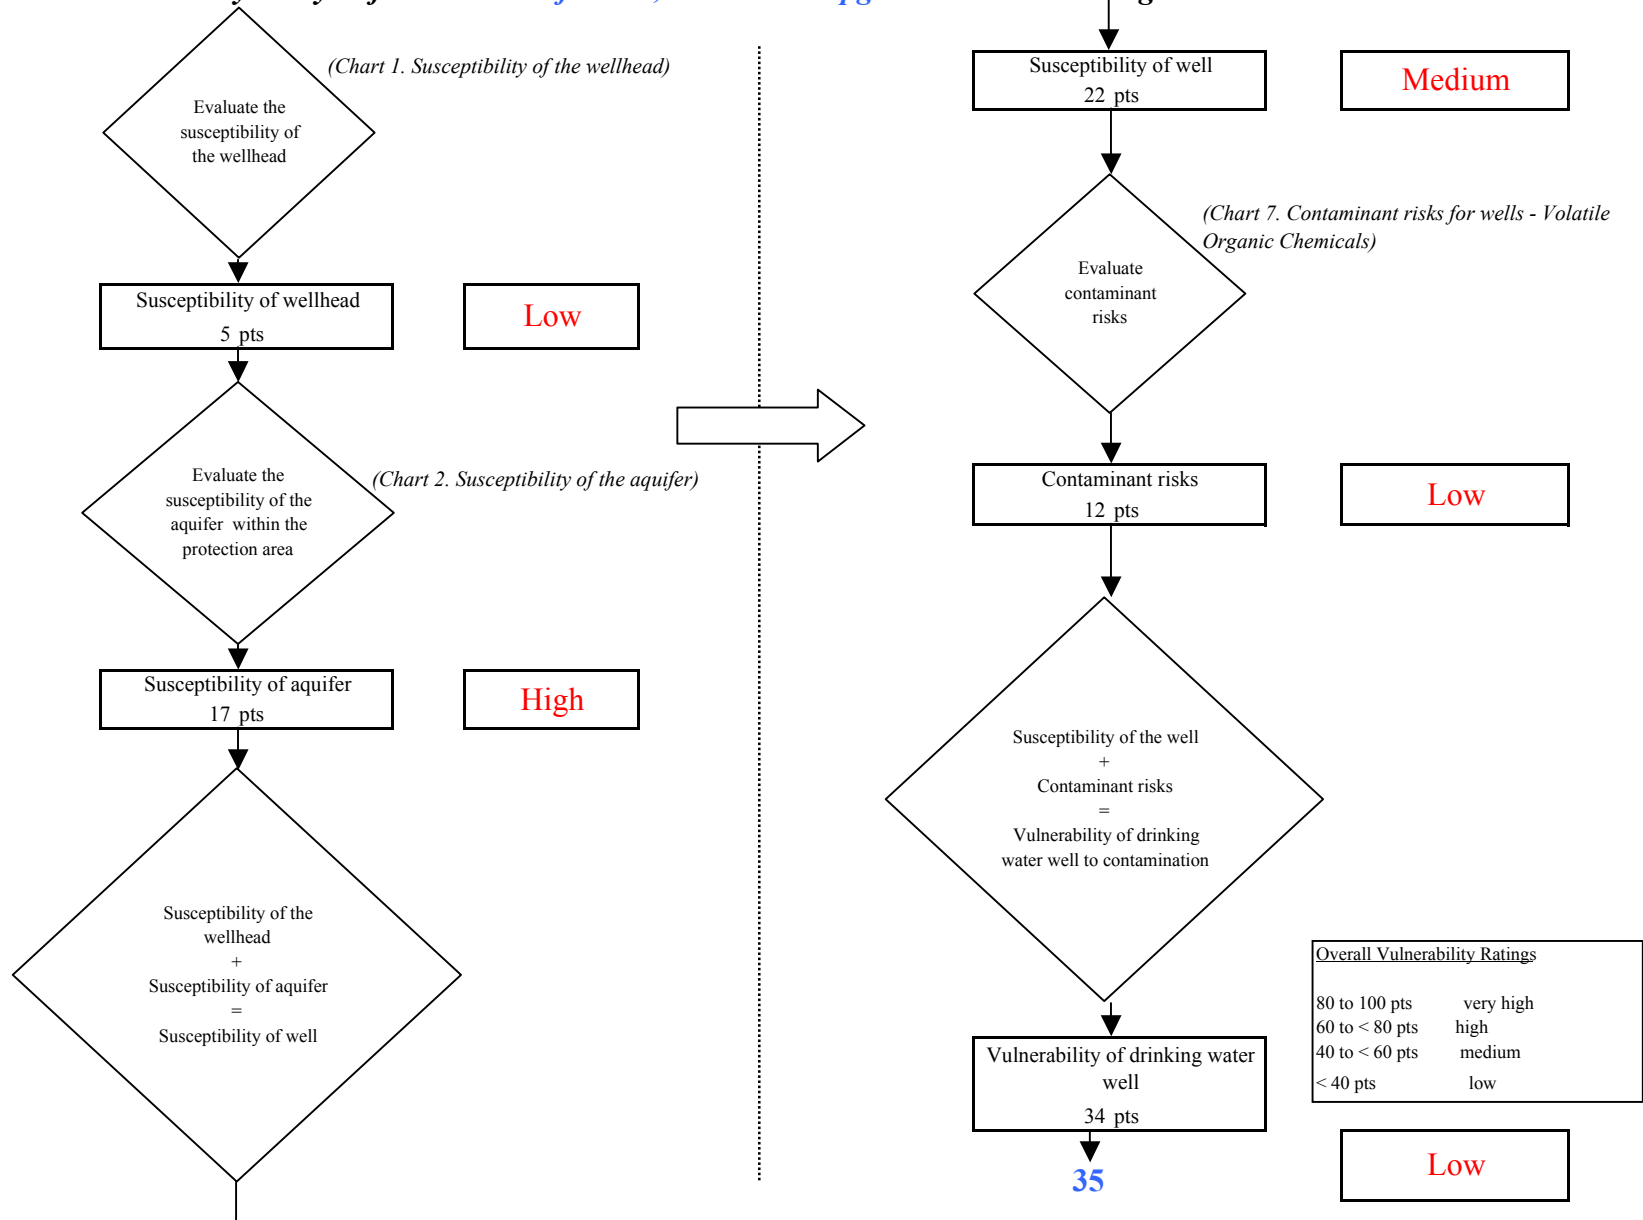 (Chart 1. Susceptibility of the wellhead)
Evaluate the
susceptibility of
the wellhead
Susceptibility of wellhead
5 pts
Low
Evaluate the
susceptibility of the
aquifer within the
protection area
(Chart 2. Susceptibility of the aquifer)
Susceptibility of aquifer
17 pts
High
Susceptibility of the
wellhead
+
Susceptibility of aquifer
=
Susceptibility of well
Susceptibility of well
22 pts
Medium
(Chart 7. Contaminant risks for wells - Volatile
Organic Chemicals)
Evaluate
contaminant
risks
Contaminant risks
12 pts
Low
Susceptibility of the well
+
Contaminant risks
=
Vulnerability of drinking
water well to contamination
Overall Vulnerability Ratings
80 to 100 pts very high
60 to < 80 pts high
40 to < 60 pts medium
< 40 pts low
Vulnerability of drinking water
well
34 pts
35
Low